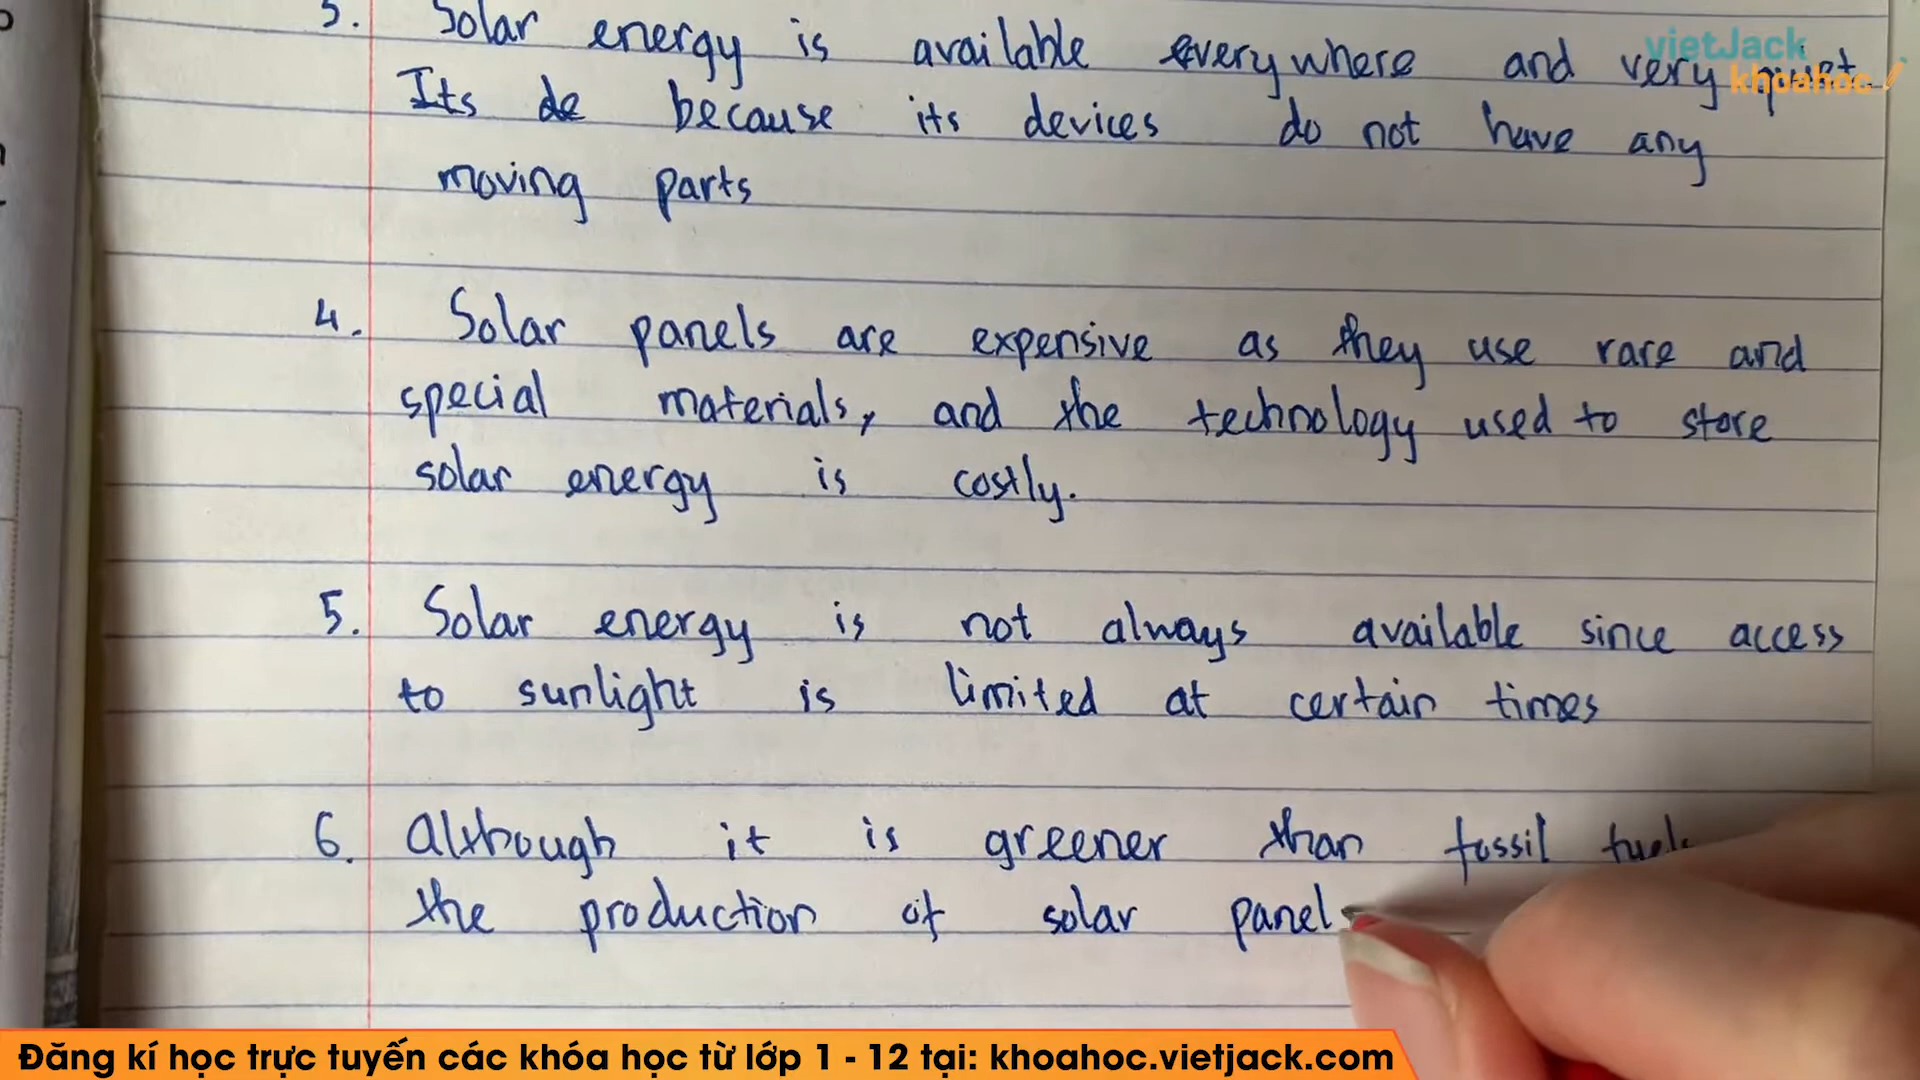 3. Solar energy is available everywhere and very quiet.
Its de because its devices do not have any
moving parts
4. Solar panels are expensive as they use rare and
special materials, and the technology used to store
solar energy is costly.
5. Solar energy is not always available since access
to sunlight is limited at certain times
6. Although it is greener than fossil fuels
the production of solar panel
vietJack
khoahoc
Đăng kí học trực tuyến các khóa học từ lớp 1 - 12 tại: khoahoc.vietjack.com